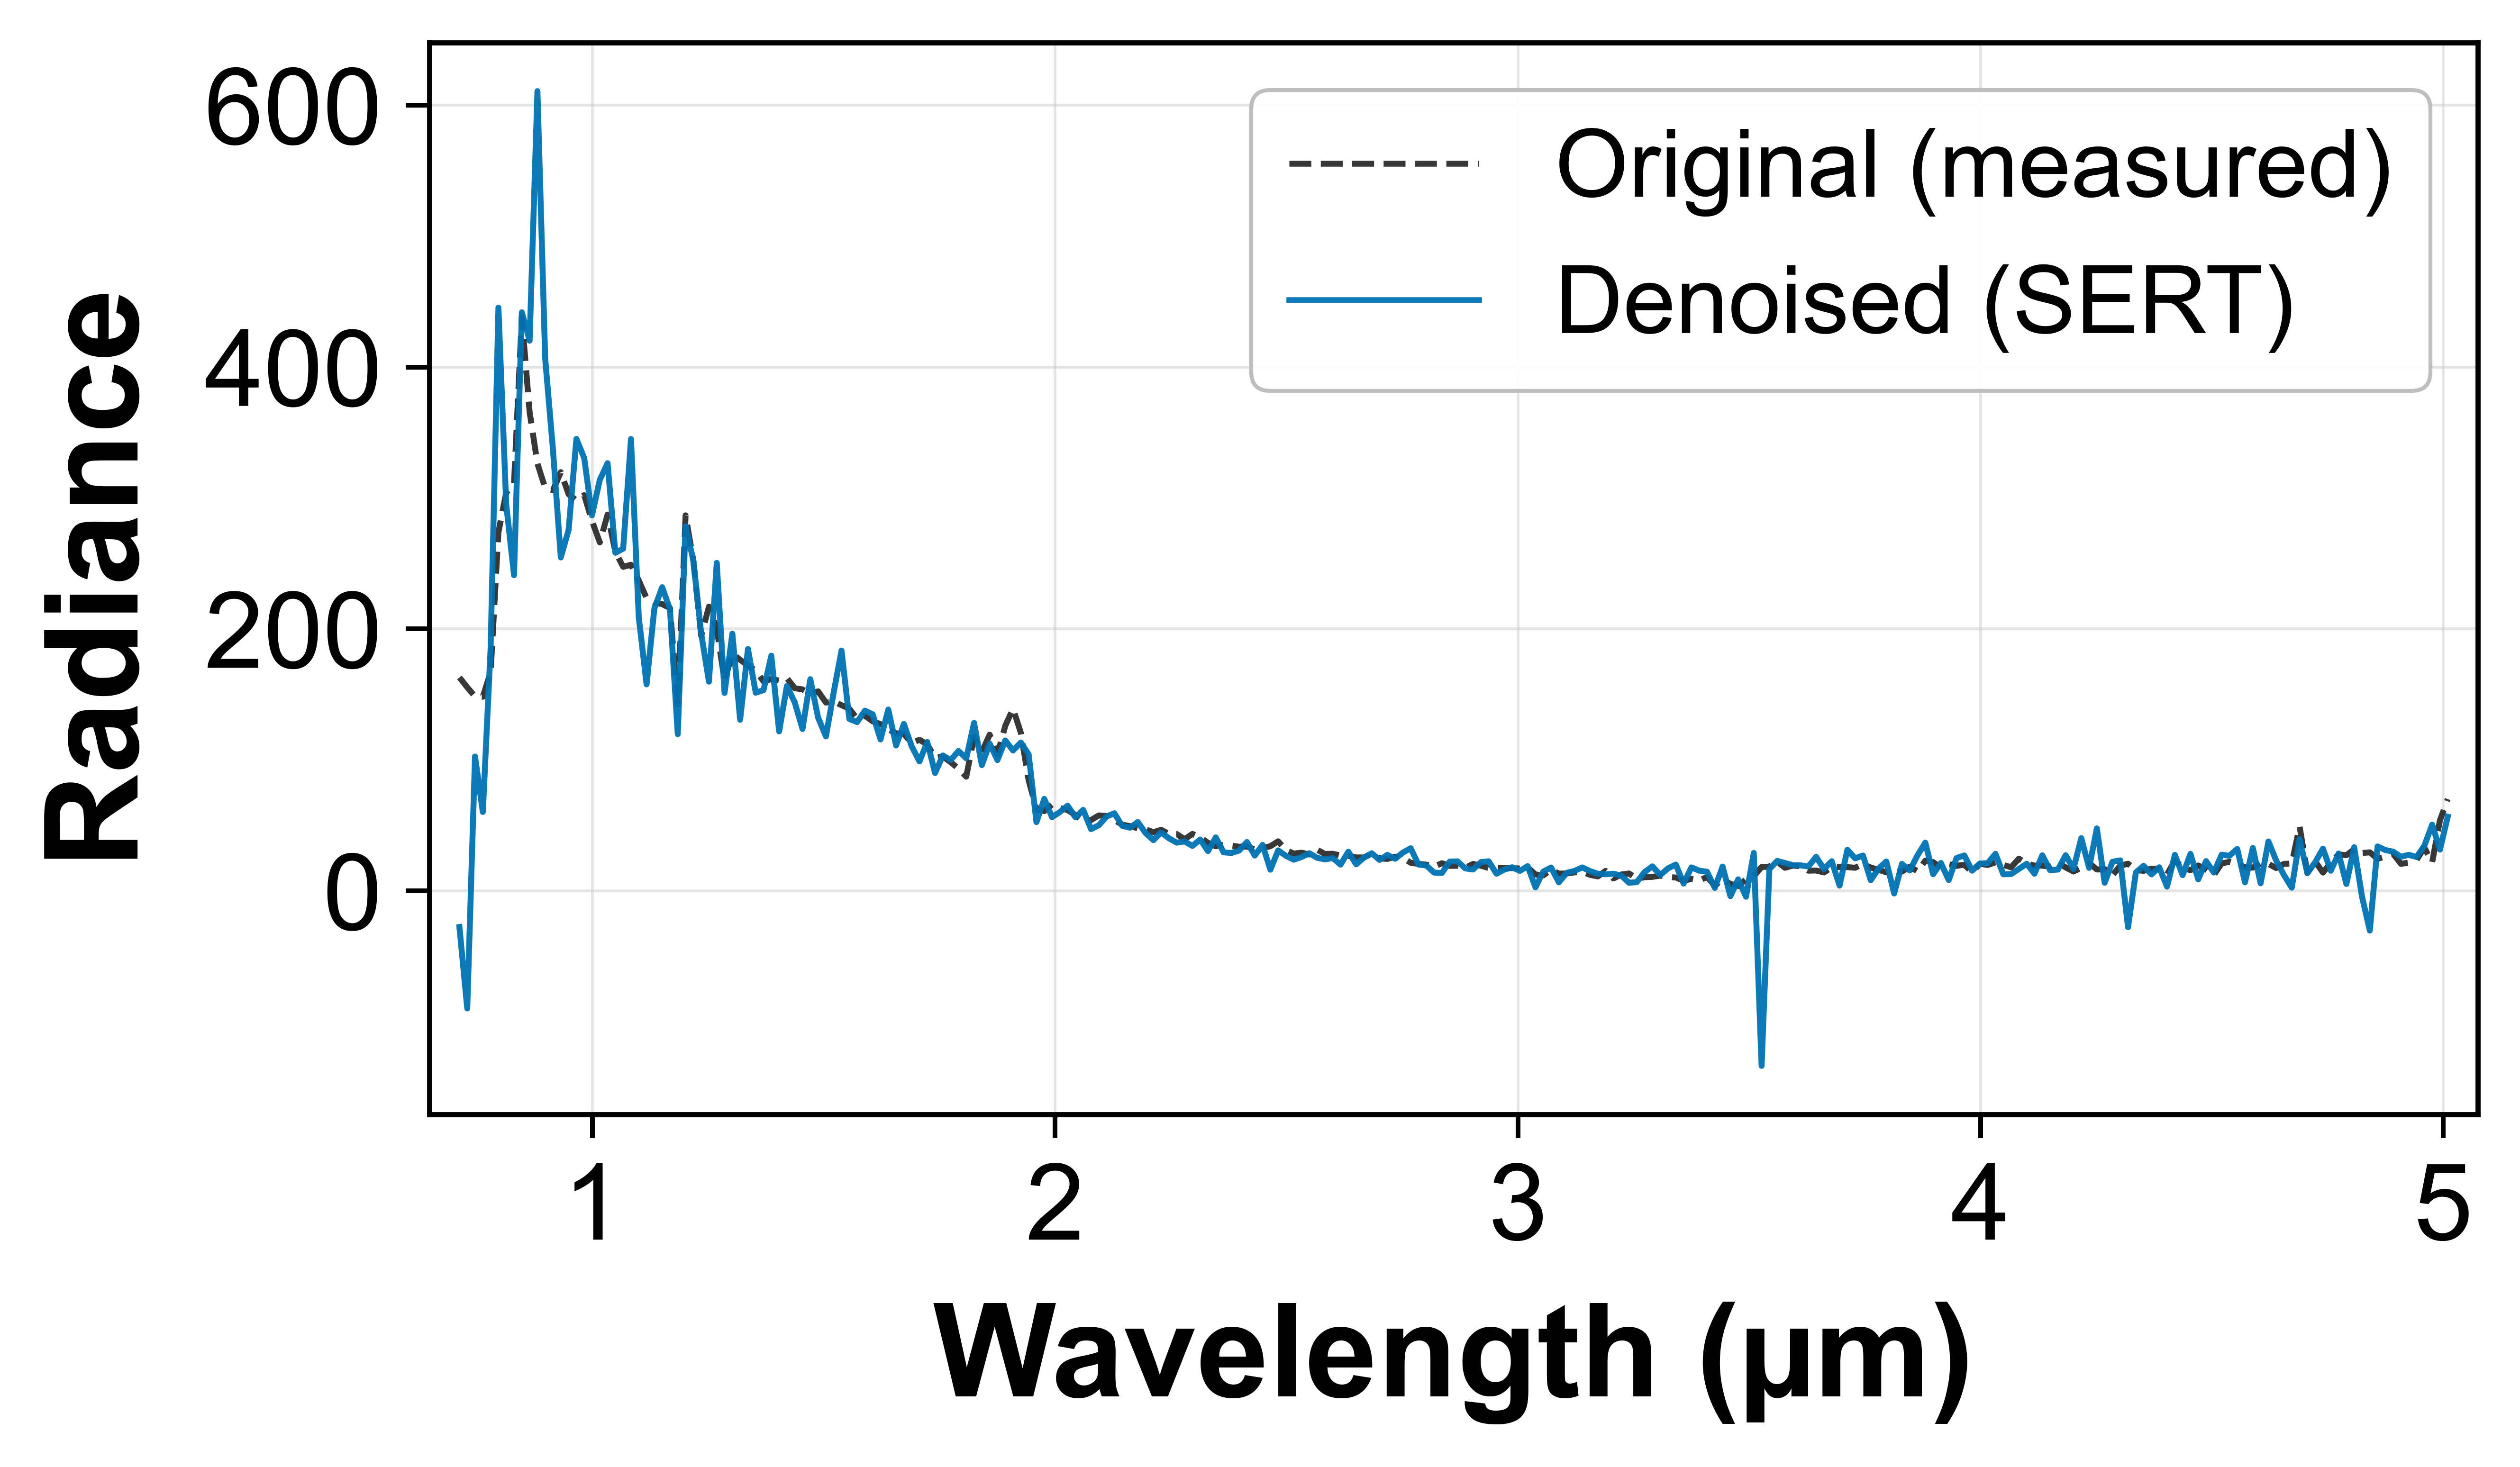 Radiance
600
400
200
0
Original (measured)
Denoised (SERT)
1 2 3 4 5
Wavelength (μm)